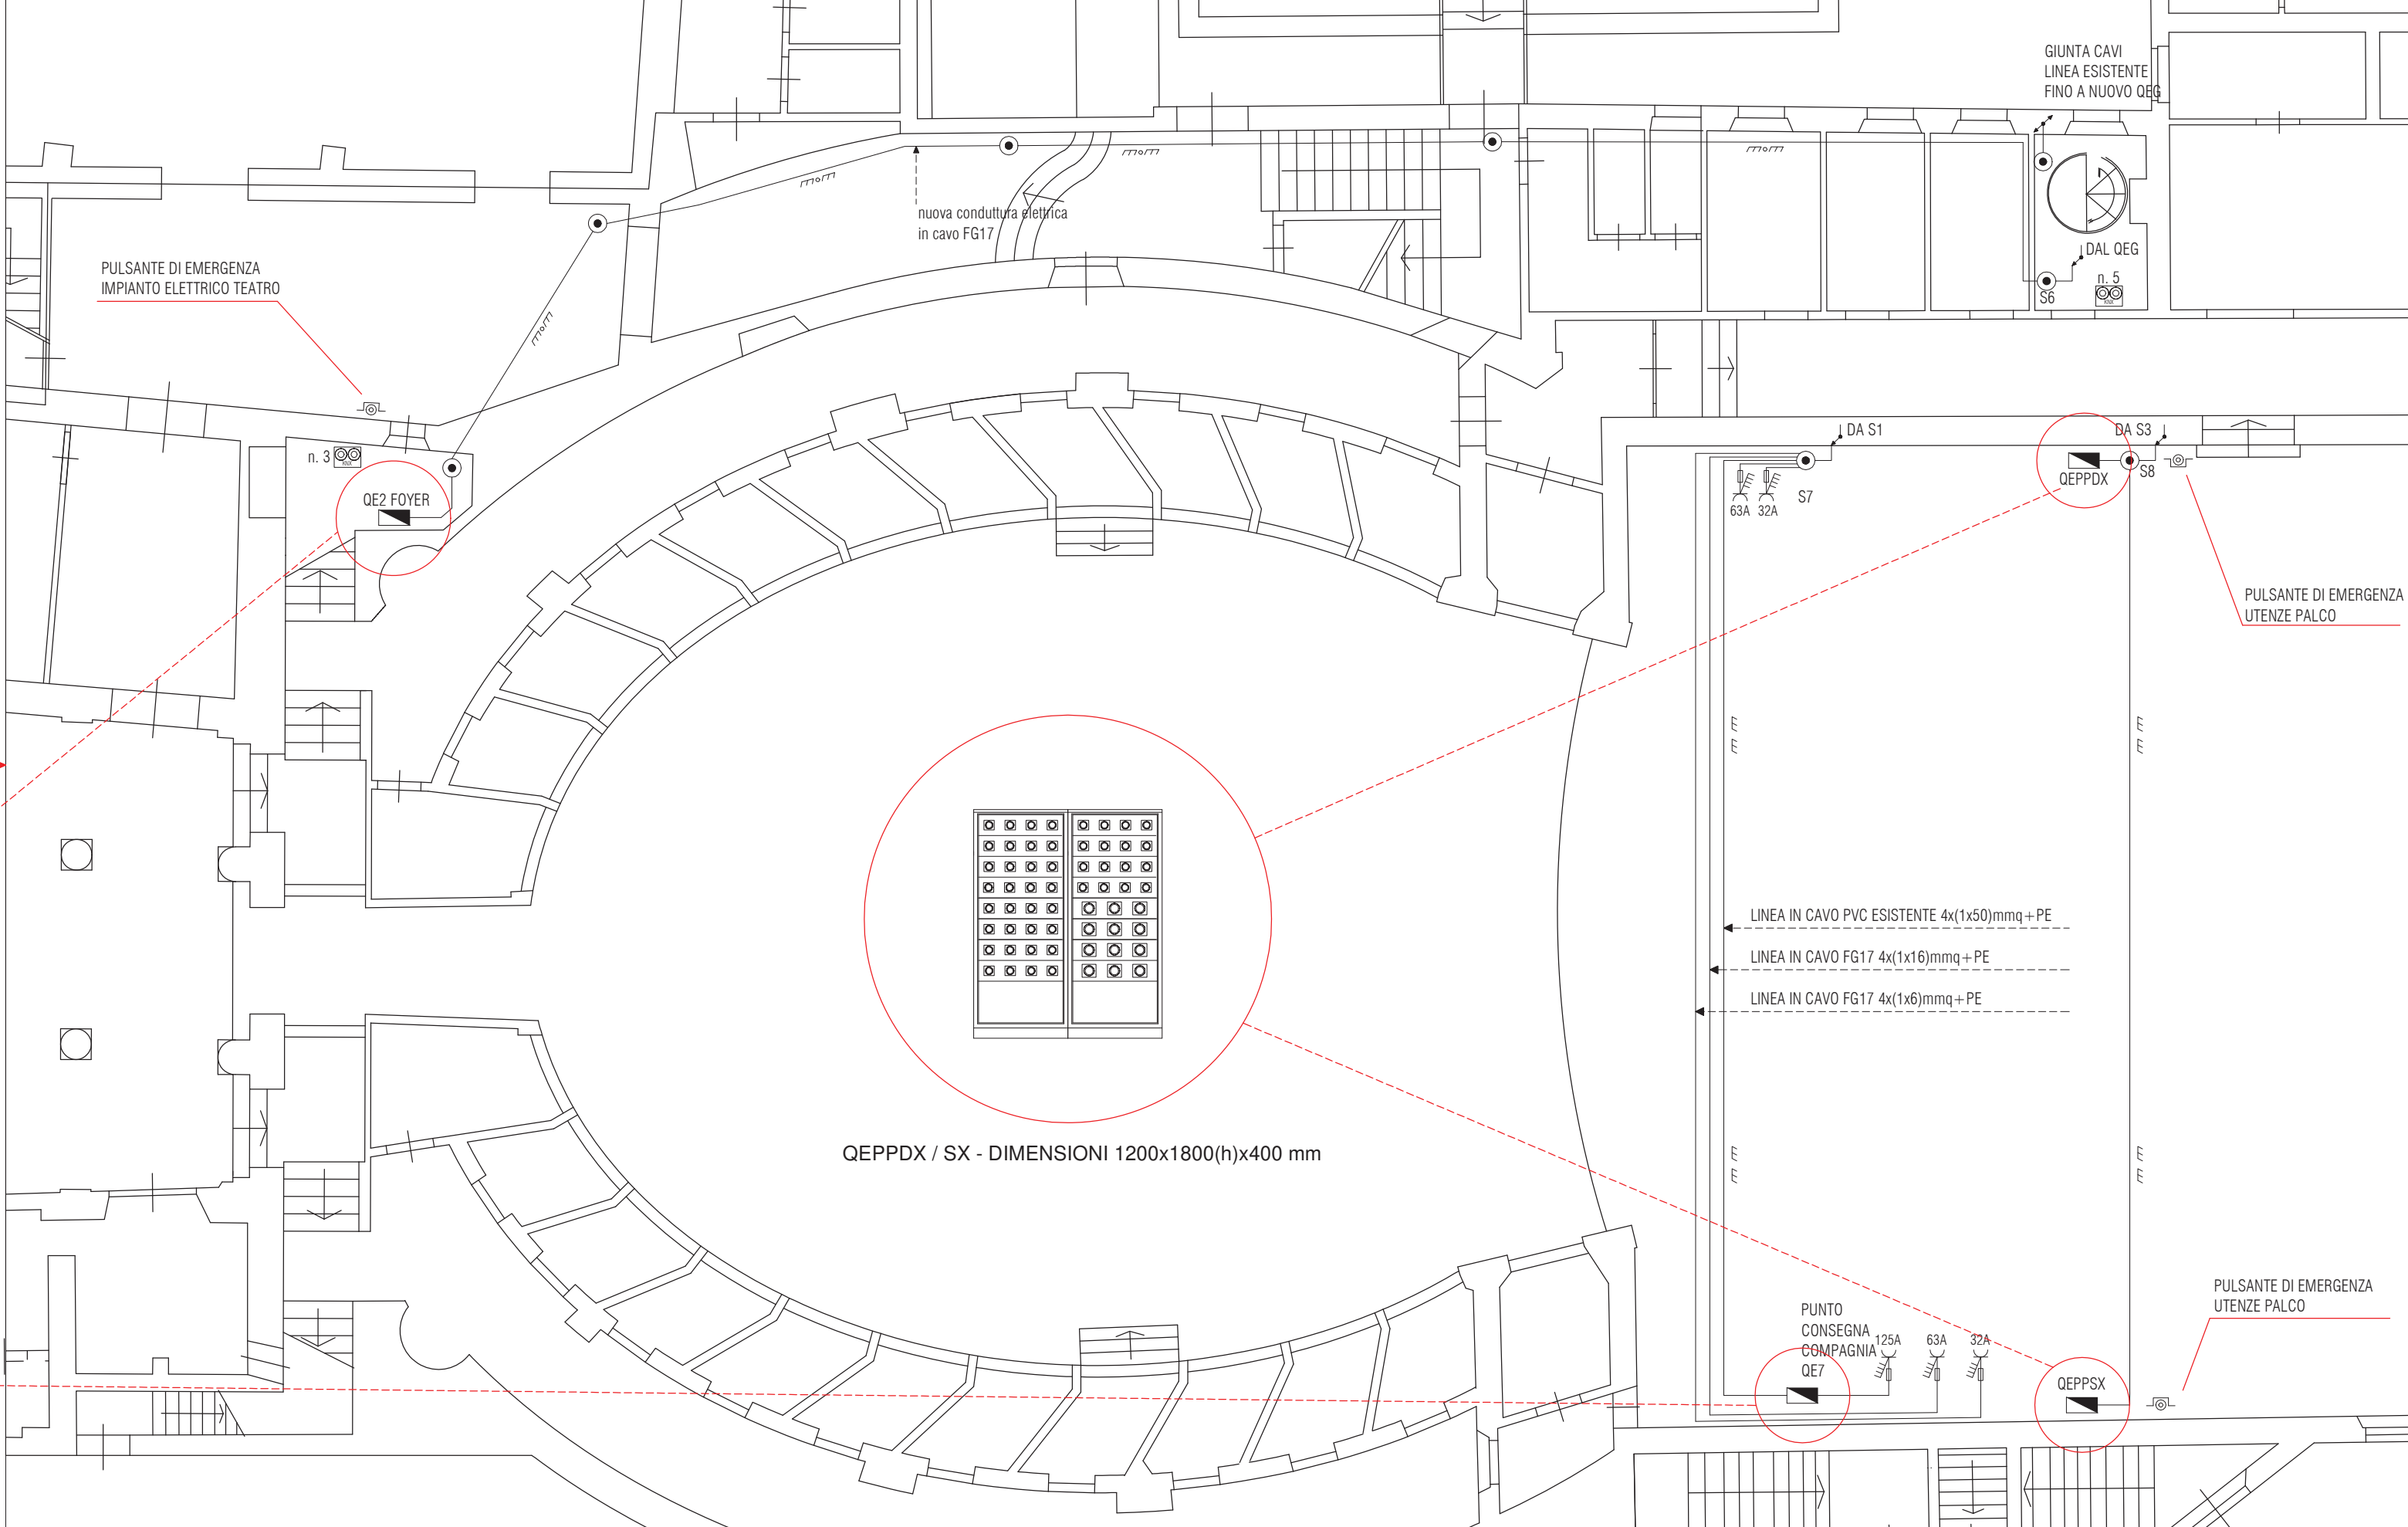 GIUNTA CAVI
LINEA ESISTENTE
FINO A NUOVO QEG
nuova conduttura elettrica
in cavo FG17
DAL QEG
n. 5
KNX
S6
PULSANTE DI EMERGENZA
IMPIANTO ELETTRICO TEATRO
n. 3
KNX
QE2 FOYER
DA S1
S7
63A
32A
DA S3
QEPPDX
S8
PULSANTE DI EMERGENZA
UTENZE PALCO
LINEA IN CAVO PVC ESISTENTE 4x(1x50)mmq+PE
LINEA IN CAVO FG17 4x(1x16)mmq+PE
LINEA IN CAVO FG17 4x(1x6)mmq+PE
QEPPDX / SX - DIMENSIONI 1200x1800(h)x400 mm
PUNTO
CONSEGNA
COMPAGNIA
QE7
125A
63A
32A
QEPPSX
PULSANTE DI EMERGENZA
UTENZE PALCO